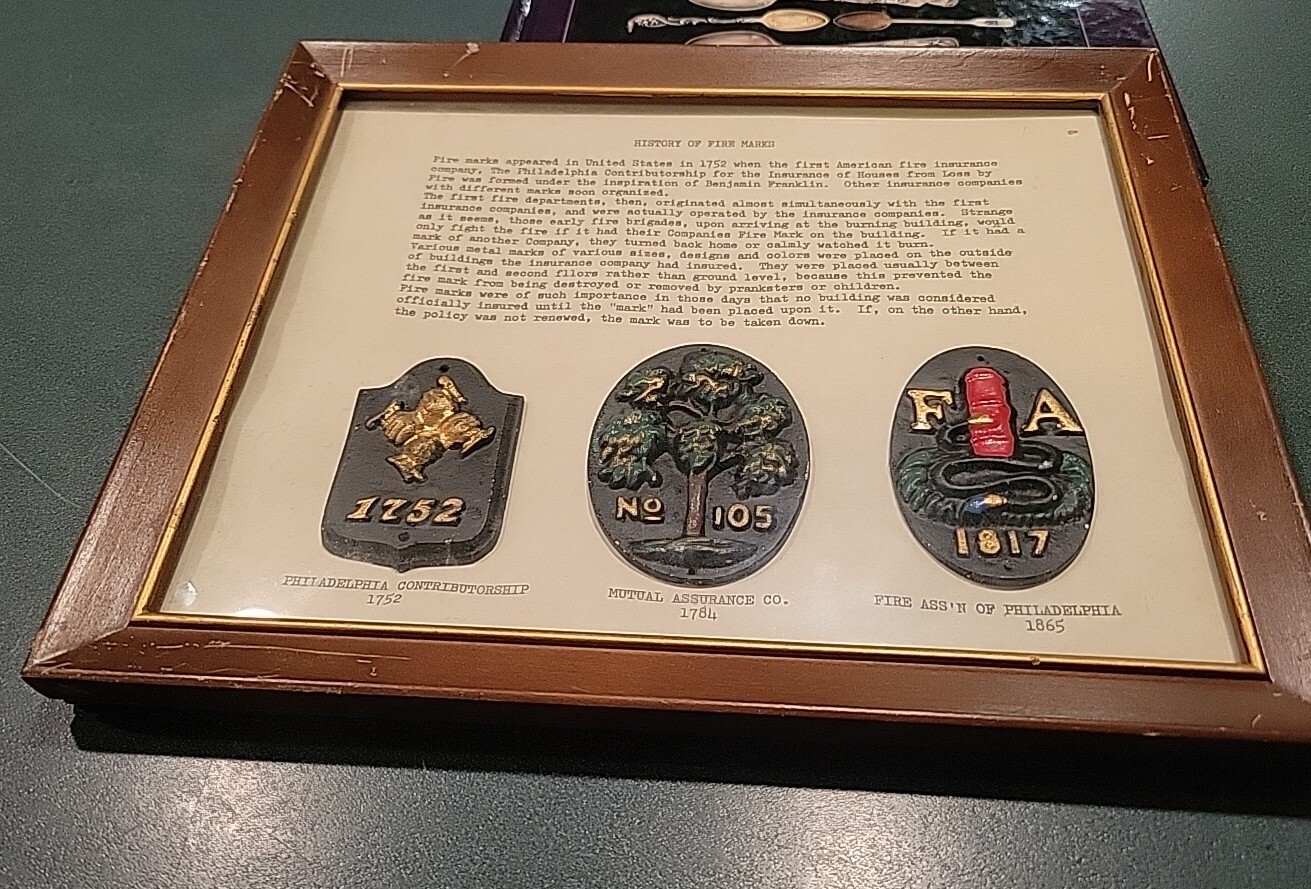 HISTORY OF FIRE MARKS
Fire marks appeared in United States in 1752 when the first American fire insurance
company, The Philadelphia Contributorship for the Insurance of Houses from Loss by
Fire was formed under the inspiration of Benjamin Franklin. Other insurance companies
with different marks soon organized.
The first fire departments, then, originated almost simultaneously with the first
insurance companies, and were actually operated by the insurance companies. Strange
as it seems, those early fire brigades, upon arriving at the burning building, would
only fight the fire if it had their Companies Fire Mark on the building. If it had a
mark of another Company, they turned back home or calmly watched it burn.
Various metal marks of various sizes, designs and colors were placed on the outside
of buildings the insurance company had insured. They were placed usually between
the first and second fllors rather than ground level, because this prevented the
fire mark from being destroyed or removed by pranksters or children.
Fire marks were of such importance in those days that no building was considered
officially insured until the "mark" had been placed upon it. If, on the other hand,
the policy was not renewed, the mark was to be taken down.
1752
No 105
F A
1817
PHILADELPHIA CONTRIBUTORSHIP
1752
MUTUAL ASSURANCE CO.
1784
FIRE ASS'N OF PHILADELPHIA
1865